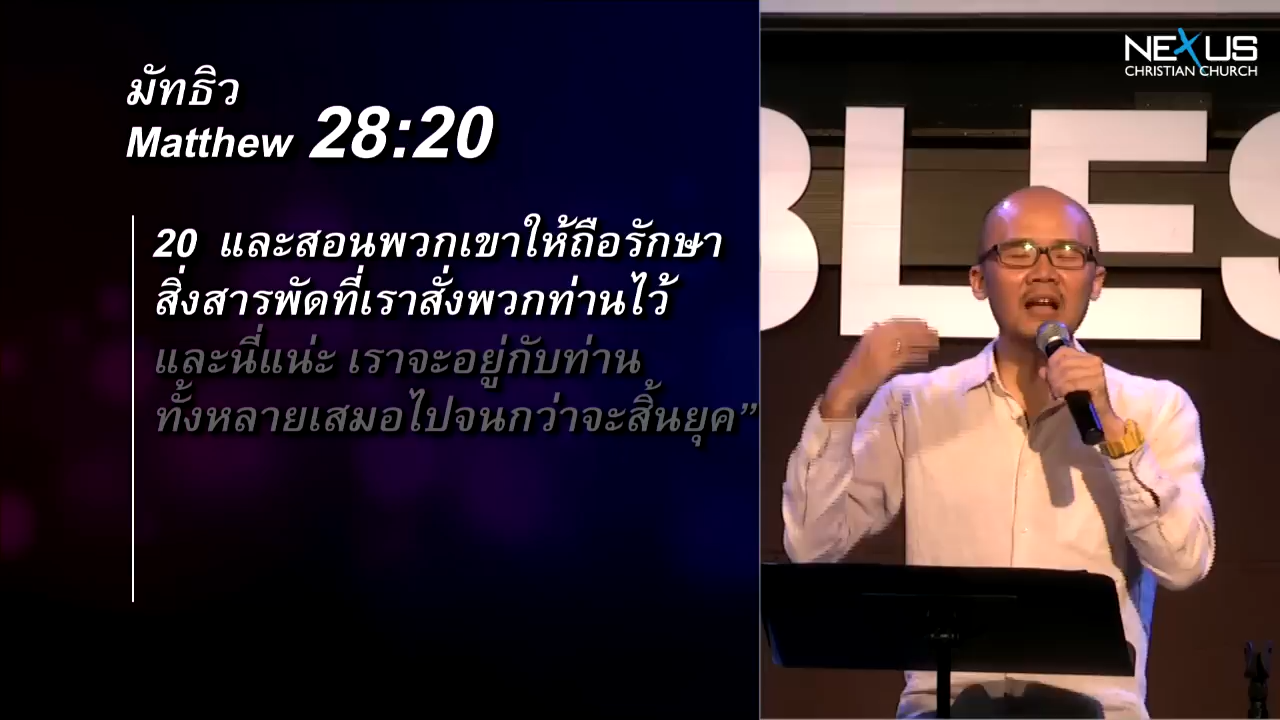 มัทธิว
Matthew 28:20
20 และสอนพวกเขาให้ถือรักษา
สิ่งสารพัดที่เราสั่งพวกท่านไว้
และนี่แน่ะ เราจะอยู่กับท่าน
ทั้งหลายเสมอไปจนกว่าจะสิ้นยุค”
NEXUS
CHRISTIAN CHURCH
BLES